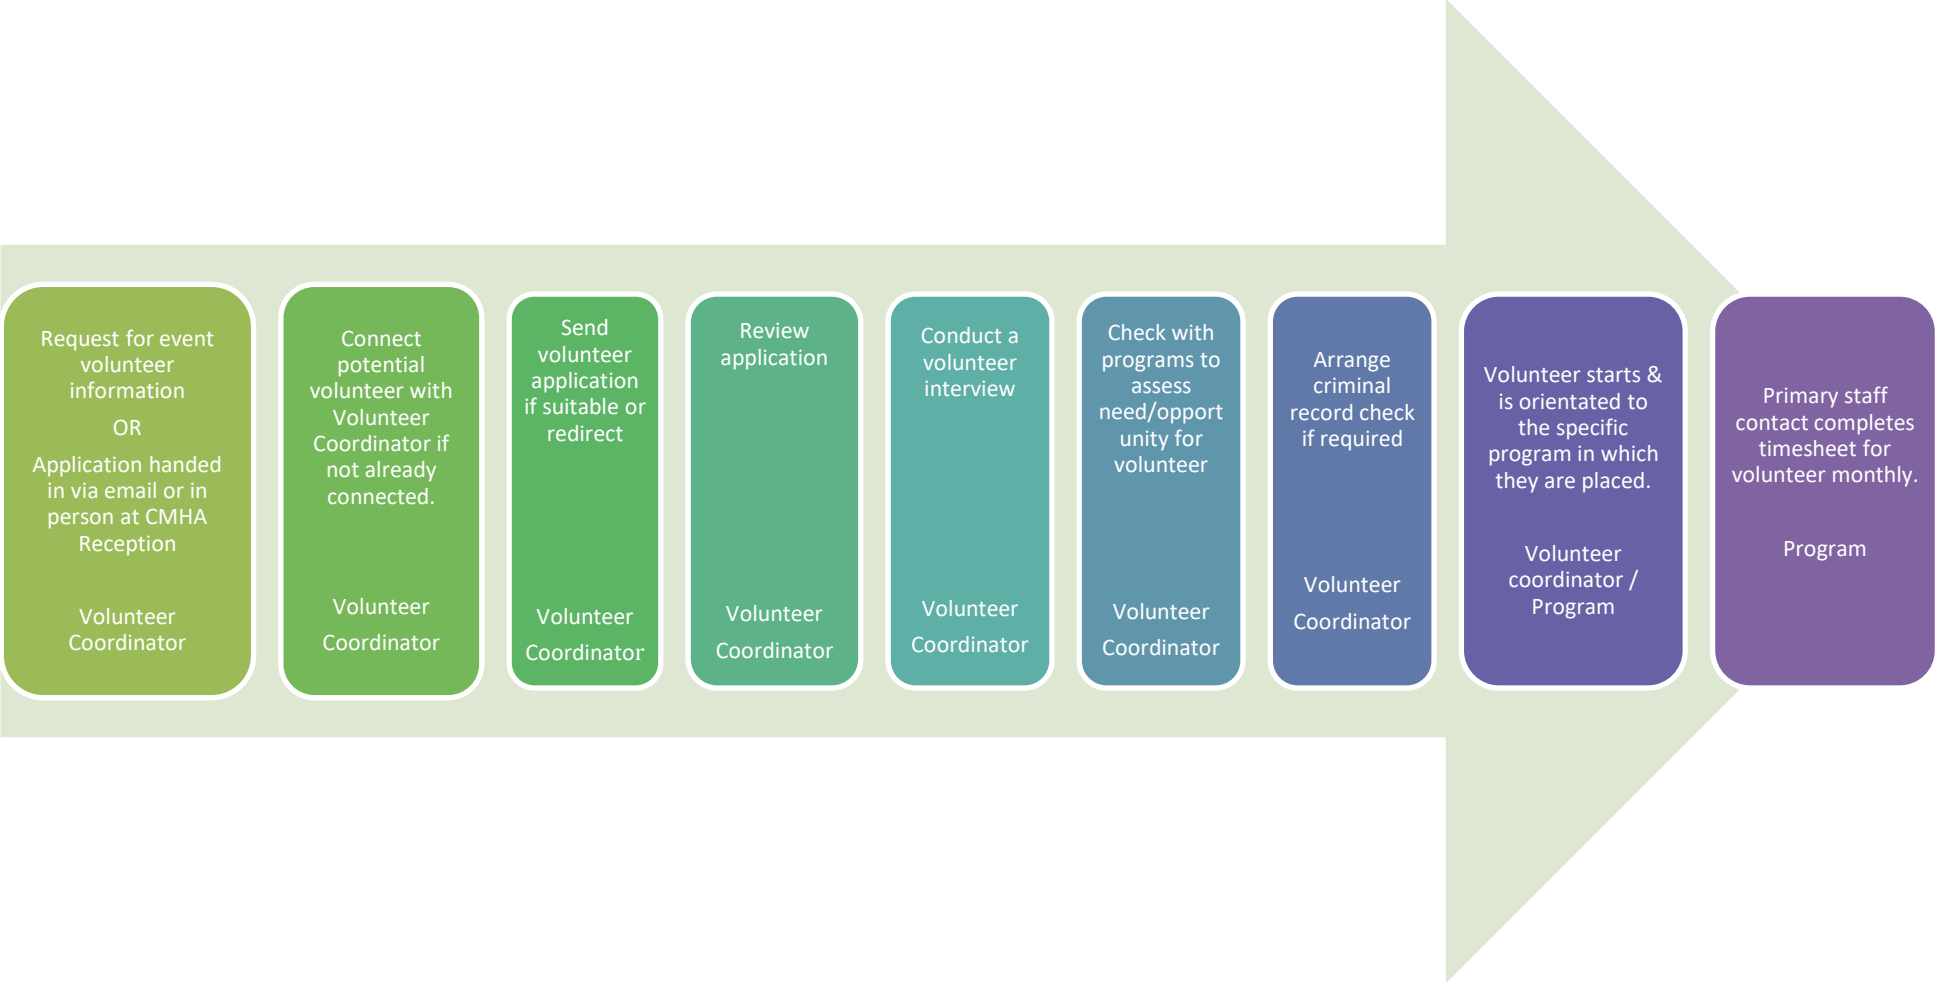 Request for event
volunteer
information
OR
Application handed
in via email or in
person at CMHA
Reception
Volunteer
Coordinator
Connect
potential
volunteer with
Volunteer
Coordinator if
not already
connected.
Volunteer
Coordinator
Send
volunteer
application
if suitable or
redirect
Volunteer
Coordinator
Review
application
Volunteer
Coordinator
Conduct a
volunteer
interview
Volunteer
Coordinator
Check with
programs to
assess
need/opport
unity for
volunteer
Volunteer
Coordinator
Arrange
criminal
record check
if required
Volunteer
Coordinator
Volunteer starts &
is orientated to
the specific
program in which
they are placed.
Volunteer
coordinator /
Program
Primary staff
contact completes
timesheet for
volunteer monthly.
Program